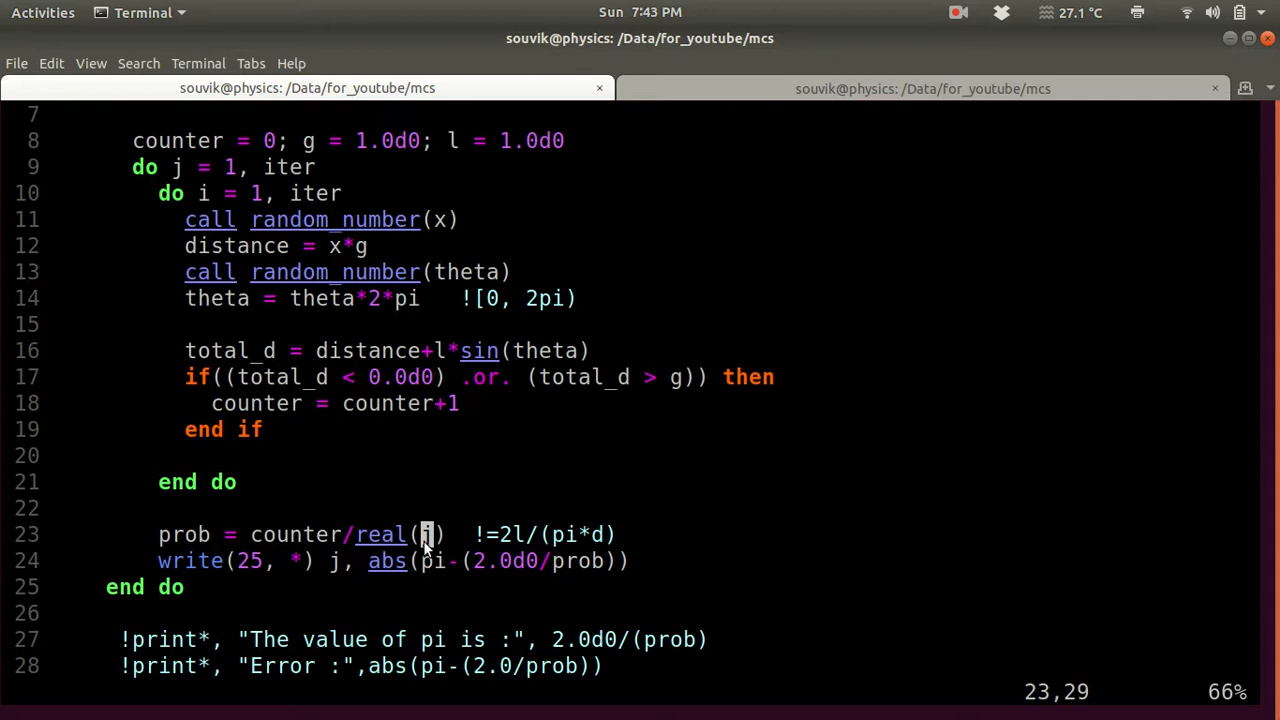 Activities Terminal Sun 7:43 PM 27.1 °C
souvik@physics: /Data/for_youtube/mcs
File Edit View Search Terminal Tabs Help
souvik@physics: /Data/for_youtube/mcs × souvik@physics: /Data/for_youtube/mcs ×
7
8 counter = 0; g = 1.0d0; l = 1.0d0
9 do j = 1, iter
10 do i = 1, iter
11 call random_number(x)
12 distance = x*g
13 call random_number(theta)
14 theta = theta*2*pi ![0, 2pi)
15
16 total_d = distance+l*sin(theta)
17 if((total_d < 0.0d0) .or. (total_d > g)) then
18 counter = counter+1
19 end if
20
21 end do
22
23 prob = counter/real(j) !=2l/(pi*d)
24 write(25, *) j, abs(pi-(2.0d0/prob))
25 end do
26
27 !print*, "The value of pi is :", 2.0d0/(prob)
28 !print*, "Error :",abs(pi-(2.0/prob))
23,29 66%